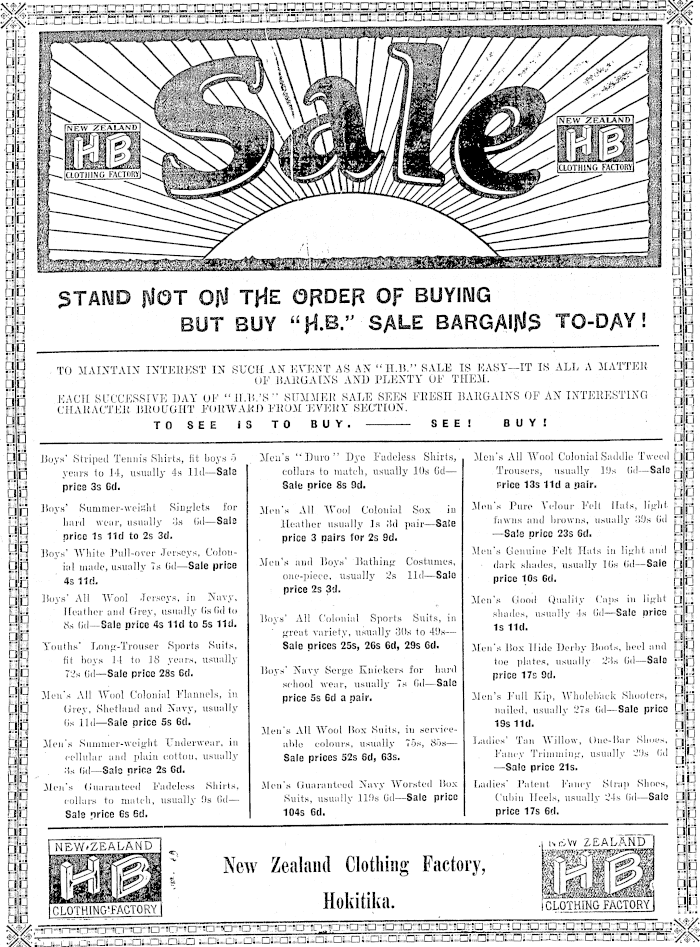 Sale
NEW ZEALAND
HB
CLOTHING FACTORY
NEW ZEALAND
HB
CLOTHING FACTORY
STAND NOT ON THE ORDER OF BUYING
BUT BUY "H.B." SALE BARGAINS TO-DAY!
TO MAINTAIN INTEREST IN SUCH AN EVENT AS AN "H.B." SALE IS EASY—IT IS ALL A MATTER
OF BARGAINS AND PLENTY OF THEM.
EACH SUCCESSIVE DAY OF "H.B.'S" SUMMER SALE SEES FRESH BARGAINS OF AN INTERESTING
CHARACTER BROUGHT FORWARD FROM EVERY SECTION.
TO SEE IS TO BUY. —— SEE! BUY!
Boys' Striped Tennis Shirts, fit boys 5
years to 14, usually 4s 11d—Sale
price 3s 6d.
Boys' Summer-weight Singlets for
hard wear, usually 3s 6d—Sale
price 1s 11d to 2s 3d.
Boys' White Pull-over Jerseys, Colon-
ial made, usually 7s 6d—Sale price
4s 11d.
Boys' All Wool Jerseys, in Navy,
Heather and Grey, usually 6s 6d to
8s 6d—Sale price 4s 11d to 5s 11d.
Youths' Long-Trouser Sports Suits,
fit boys 14 to 18 years, usually
72s 6d—Sale price 28s 6d.
Men's All Wool Colonial Flannels, in
Grey, Shetland and Navy, usually
6s 11d—Sale price 5s 6d.
Men's Summer-weight Underwear, in
cellular and plain cotton, usually
3s 6d—Sale price 2s 6d.
Men's Guaranteed Fadeless Shirts,
collars to match, usually 9s 6d—
Sale price 6s 6d.
Men's "Duro" Dye Fadeless Shirts,
collars to match, usually 10s 6d—
Sale price 8s 9d.
Men's All Wool Colonial Sox in
Heather usually 1s 3d pair—Sale
price 3 pairs for 2s 9d.
Men's and Boys' Bathing Costumes,
one-piece, usually 2s 11d—Sale
price 2s 3d.
Boys' All Colonial Sports Suits, in
great variety, usually 30s to 49s—
Sale prices 25s, 26s 6d, 29s 6d.
Boys' Navy Serge Knickers for hard
school wear, usually 7s 6d—Sale
price 5s 6d a pair.
Men's All Wool Box Suits, in service-
able colours, usually 75s, 85s—
Sale prices 52s 6d, 63s.
Men's Guaranteed Navy Worsted Box
Suits, usually 119s 6d—Sale price
104s 6d.
Men's All Wool Colonial Saddle Tweed
Trousers, usually 19s 6d—Sale
price 13s 11d a pair.
Men's Pure Velour Felt Hats, light
fawns and browns, usually 39s 6d
—Sale price 23s 6d.
Men's Genuine Felt Hats in light and
dark shades, usually 16s 6d—Sale
price 10s 6d.
Men's Good Quality Caps in light
shades, usually 4s 6d—Sale price
1s 11d.
Men's Box Hide Derby Boots, heel and
toe plates, usually 23s 6d—Sale
price 17s 9d.
Men's Full Kip, Wholeback Shooters,
nailed, usually 27s 6d—Sale price
19s 11d.
Ladies' Tan Willow, One-Bar Shoes,
Fancy Trimming, usually 29s 6d
—Sale price 21s.
Ladies' Patent Fancy Strap Shoes,
Cubin Heels, usually 24s 6d—Sale
price 17s 6d.
NEW ZEALAND
HB
CLOTHING FACTORY
New Zealand Clothing Factory,
Hokitika.
NEW ZEALAND
HB
CLOTHING FACTORY